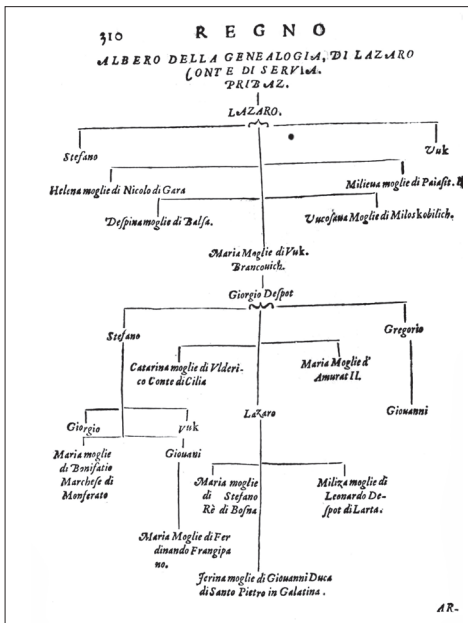 310 REGNO
ALBERO DELLA GENEALOGIA, DI LAZARO
CONTE DI SERVIA.
PRIBAZ.
LAZARO.
Stefano
Vuk
Helena moglie di Nicolo di Gara
Milieua moglie di Paiasit.
Despina moglie di Balsa.
Vucosaua Moglie di Milos kobilich.
Maria Moglie di Vuk.
Brancouich.
Giorgio Despot
Stefano
Gregorio
Catarina moglie di Vlderi-
co Conte di Cilia
Maria Moglie d'
Amurat II.
Lazaro
Giouanni
Giorgio
Vuk
Maria moglie
di Bonifatio
Marchese di
Monferato
Giouani
Maria moglie
di Stefano
Rè di Bosna
Miliza moglie di
Leonardo De-
spot di Larta.
Maria Moglie di Fer
dinando Frangipa
no.
Jerina moglie di Giouanni Duca
di Santo Pietro in Galatina.
AR-